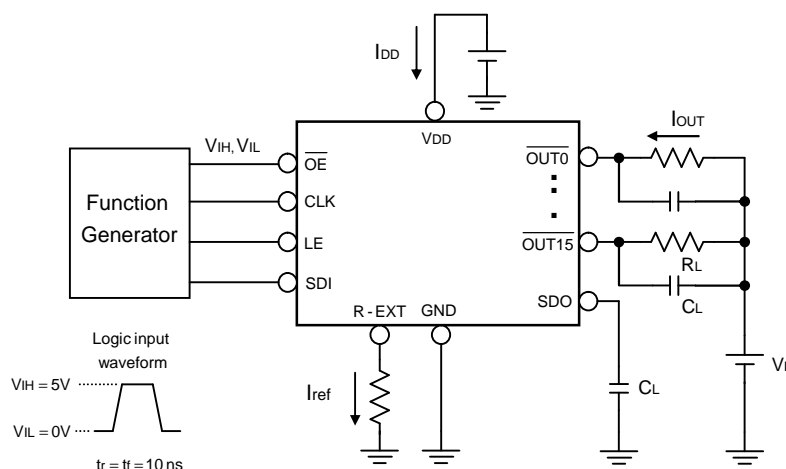 IDD
VDD
IOUT
VIH, VIL
Function
Generator
OE
CLK
LE
SDI
OUT0
OUT15
RL
CL
SDO
R-EXT
GND
Iref
CL
Logic input
waveform
VIH = 5V
VIL = 0V
tr = tf = 10 ns